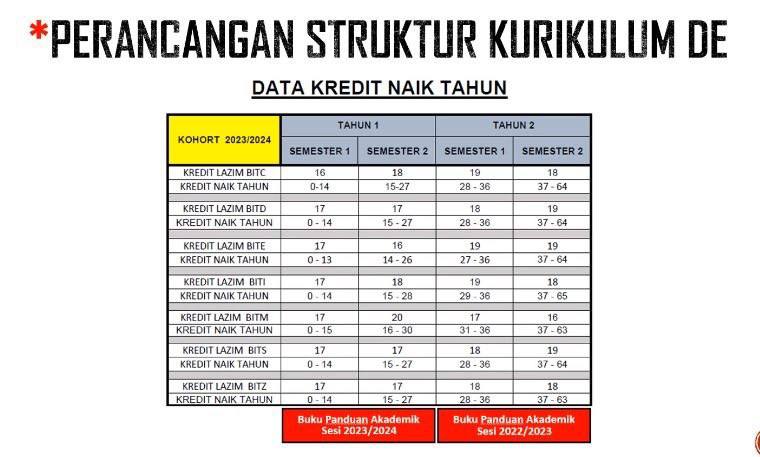 *PERANCANGAN STRUKTUR KURIKULUM DE
DATA KREDIT NAIK TAHUN
KOHORT 2023/2024 TAHUN 1 TAHUN 2
SEMESTER 1 SEMESTER 2 SEMESTER 1 SEMESTER 2
KREDIT LAZIM BITC 16 18 19 18
KREDIT NAIK TAHUN 0-14 15-27 28 - 36 37 - 64
KREDIT LAZIM BITD 17 17 18 19
KREDIT NAIK TAHUN 0 - 14 15 - 27 28 - 36 37 - 64
KREDIT LAZIM BITE 17 16 19 19
KREDIT NAIK TAHUN 0 - 13 14 - 26 27 - 36 37 - 64
KREDIT LAZIM BITI 17 18 19 18
KREDIT NAIK TAHUN 0 - 14 15 - 28 29 - 36 37 - 65
KREDIT LAZIM BITM 17 20 17 16
KREDIT NAIK TAHUN 0 - 15 16 - 30 31 - 36 37 - 63
KREDIT LAZIM BITS 17 17 18 19
KREDIT NAIK TAHUN 0 - 14 15 - 27 28 - 36 37 - 64
KREDIT LAZIM BITZ 17 17 18 18
KREDIT NAIK TAHUN 0 - 14 15 - 27 28 - 36 37 - 63
Buku Panduan Akademik
Sesi 2023/2024
Buku Panduan Akademik
Sesi 2022/2023